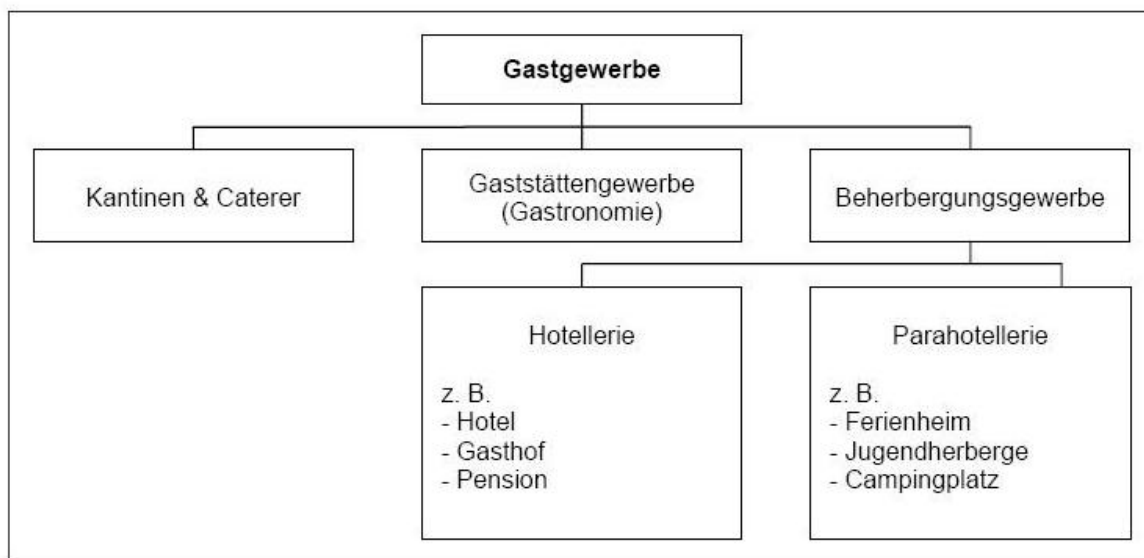 Gastgewerbe
Kantinen & Caterer
Gaststättengewerbe
(Gastronomie)
Beherbergungsgewerbe
Hotellerie
z. B.
- Hotel
- Gasthof
- Pension
Parahotellerie
z. B.
- Ferienheim
- Jugendherberge
- Campingplatz